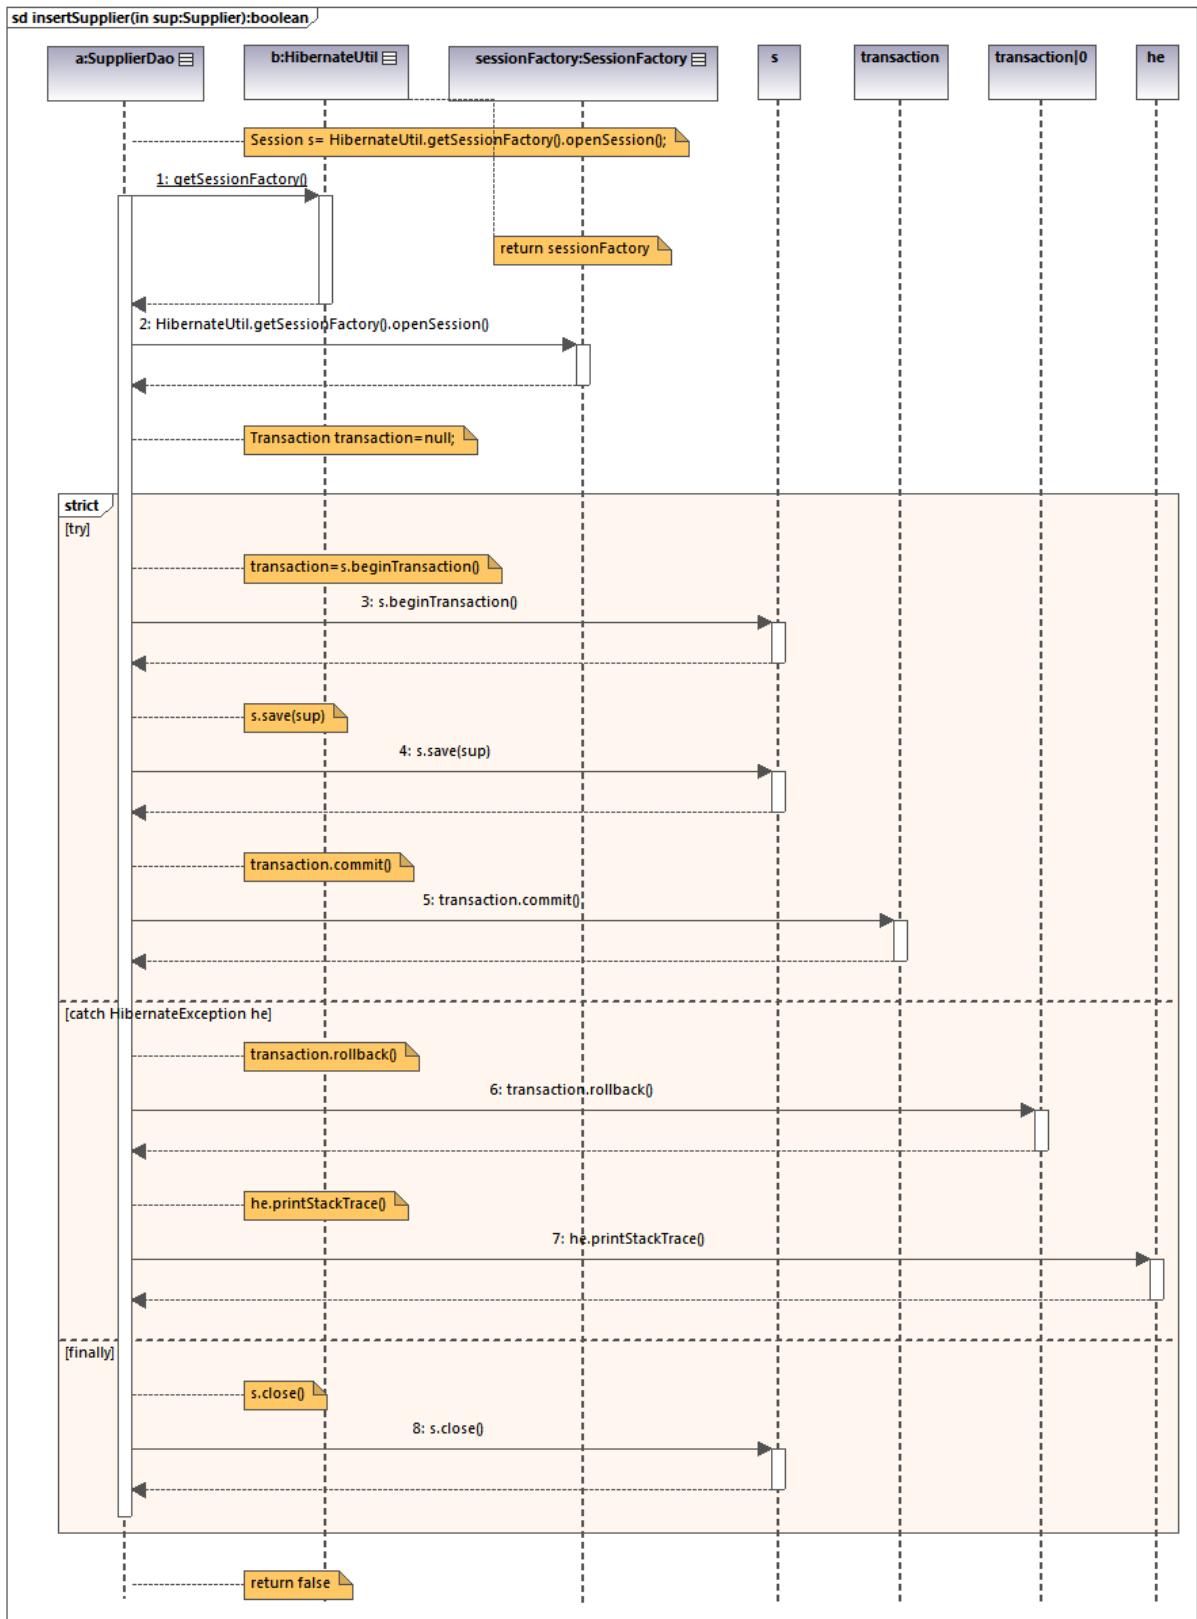 sd insertSupplier(in sup:Supplier):boolean
a:SupplierDao
b:HibernateUtil
sessionFactory:SessionFactory
s
transaction
transaction|0
he
Session s= HibernateUtil.getSessionFactory().openSession();
1: getSessionFactory()
return sessionFactory
2: HibernateUtil.getSessionFactory().openSession()
Transaction transaction=null;
strict
[try]
transaction=s.beginTransaction()
3: s.beginTransaction()
s.save(sup)
4: s.save(sup)
transaction.commit()
5: transaction.commit()
[catch HibernateException he]
transaction.rollback()
6: transaction.rollback()
he.printStackTrace()
7: he.printStackTrace()
[finally]
s.close()
8: s.close()
return false